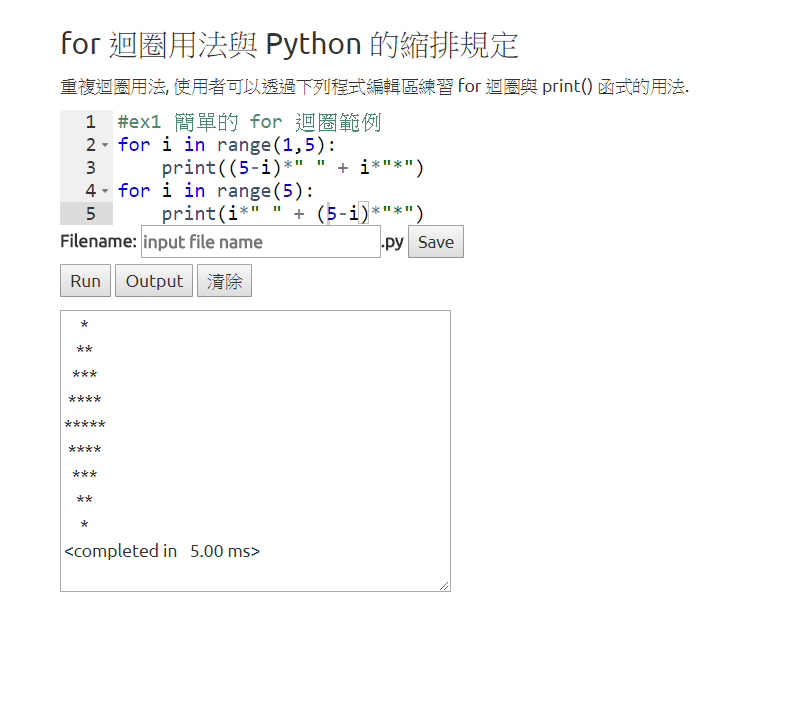 for 迴圈用法與 Python 的縮排規定
重複迴圈用法, 使用者可以透過下列程式編輯區練習 for 迴圈與 print() 函式的用法.
1 #ex1 簡單的 for 迴圈範例
2 for i in range(1,5):
3     print((5-i)*" " + i*"*")
4 for i in range(5):
5     print(i*" " + (5-i)*"*")
Filename: input file name .py Save
Run Output 清除
    *
   **
  ***
 ****
*****
 ****
  ***
   **
    *
<completed in   5.00 ms>